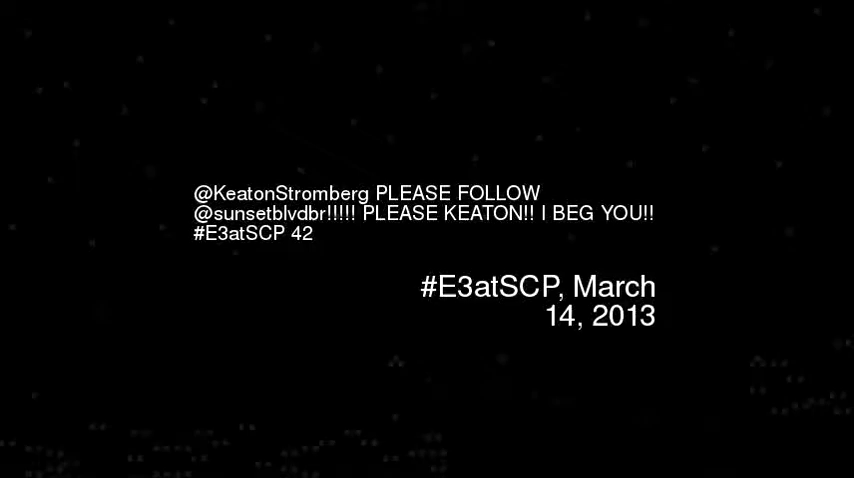 @KeatonStromberg PLEASE FOLLOW
@sunsetblvdbr!!!!! PLEASE KEATON!! I BEG YOU!!
#E3atSCP 42
#E3atSCP, March
14, 2013